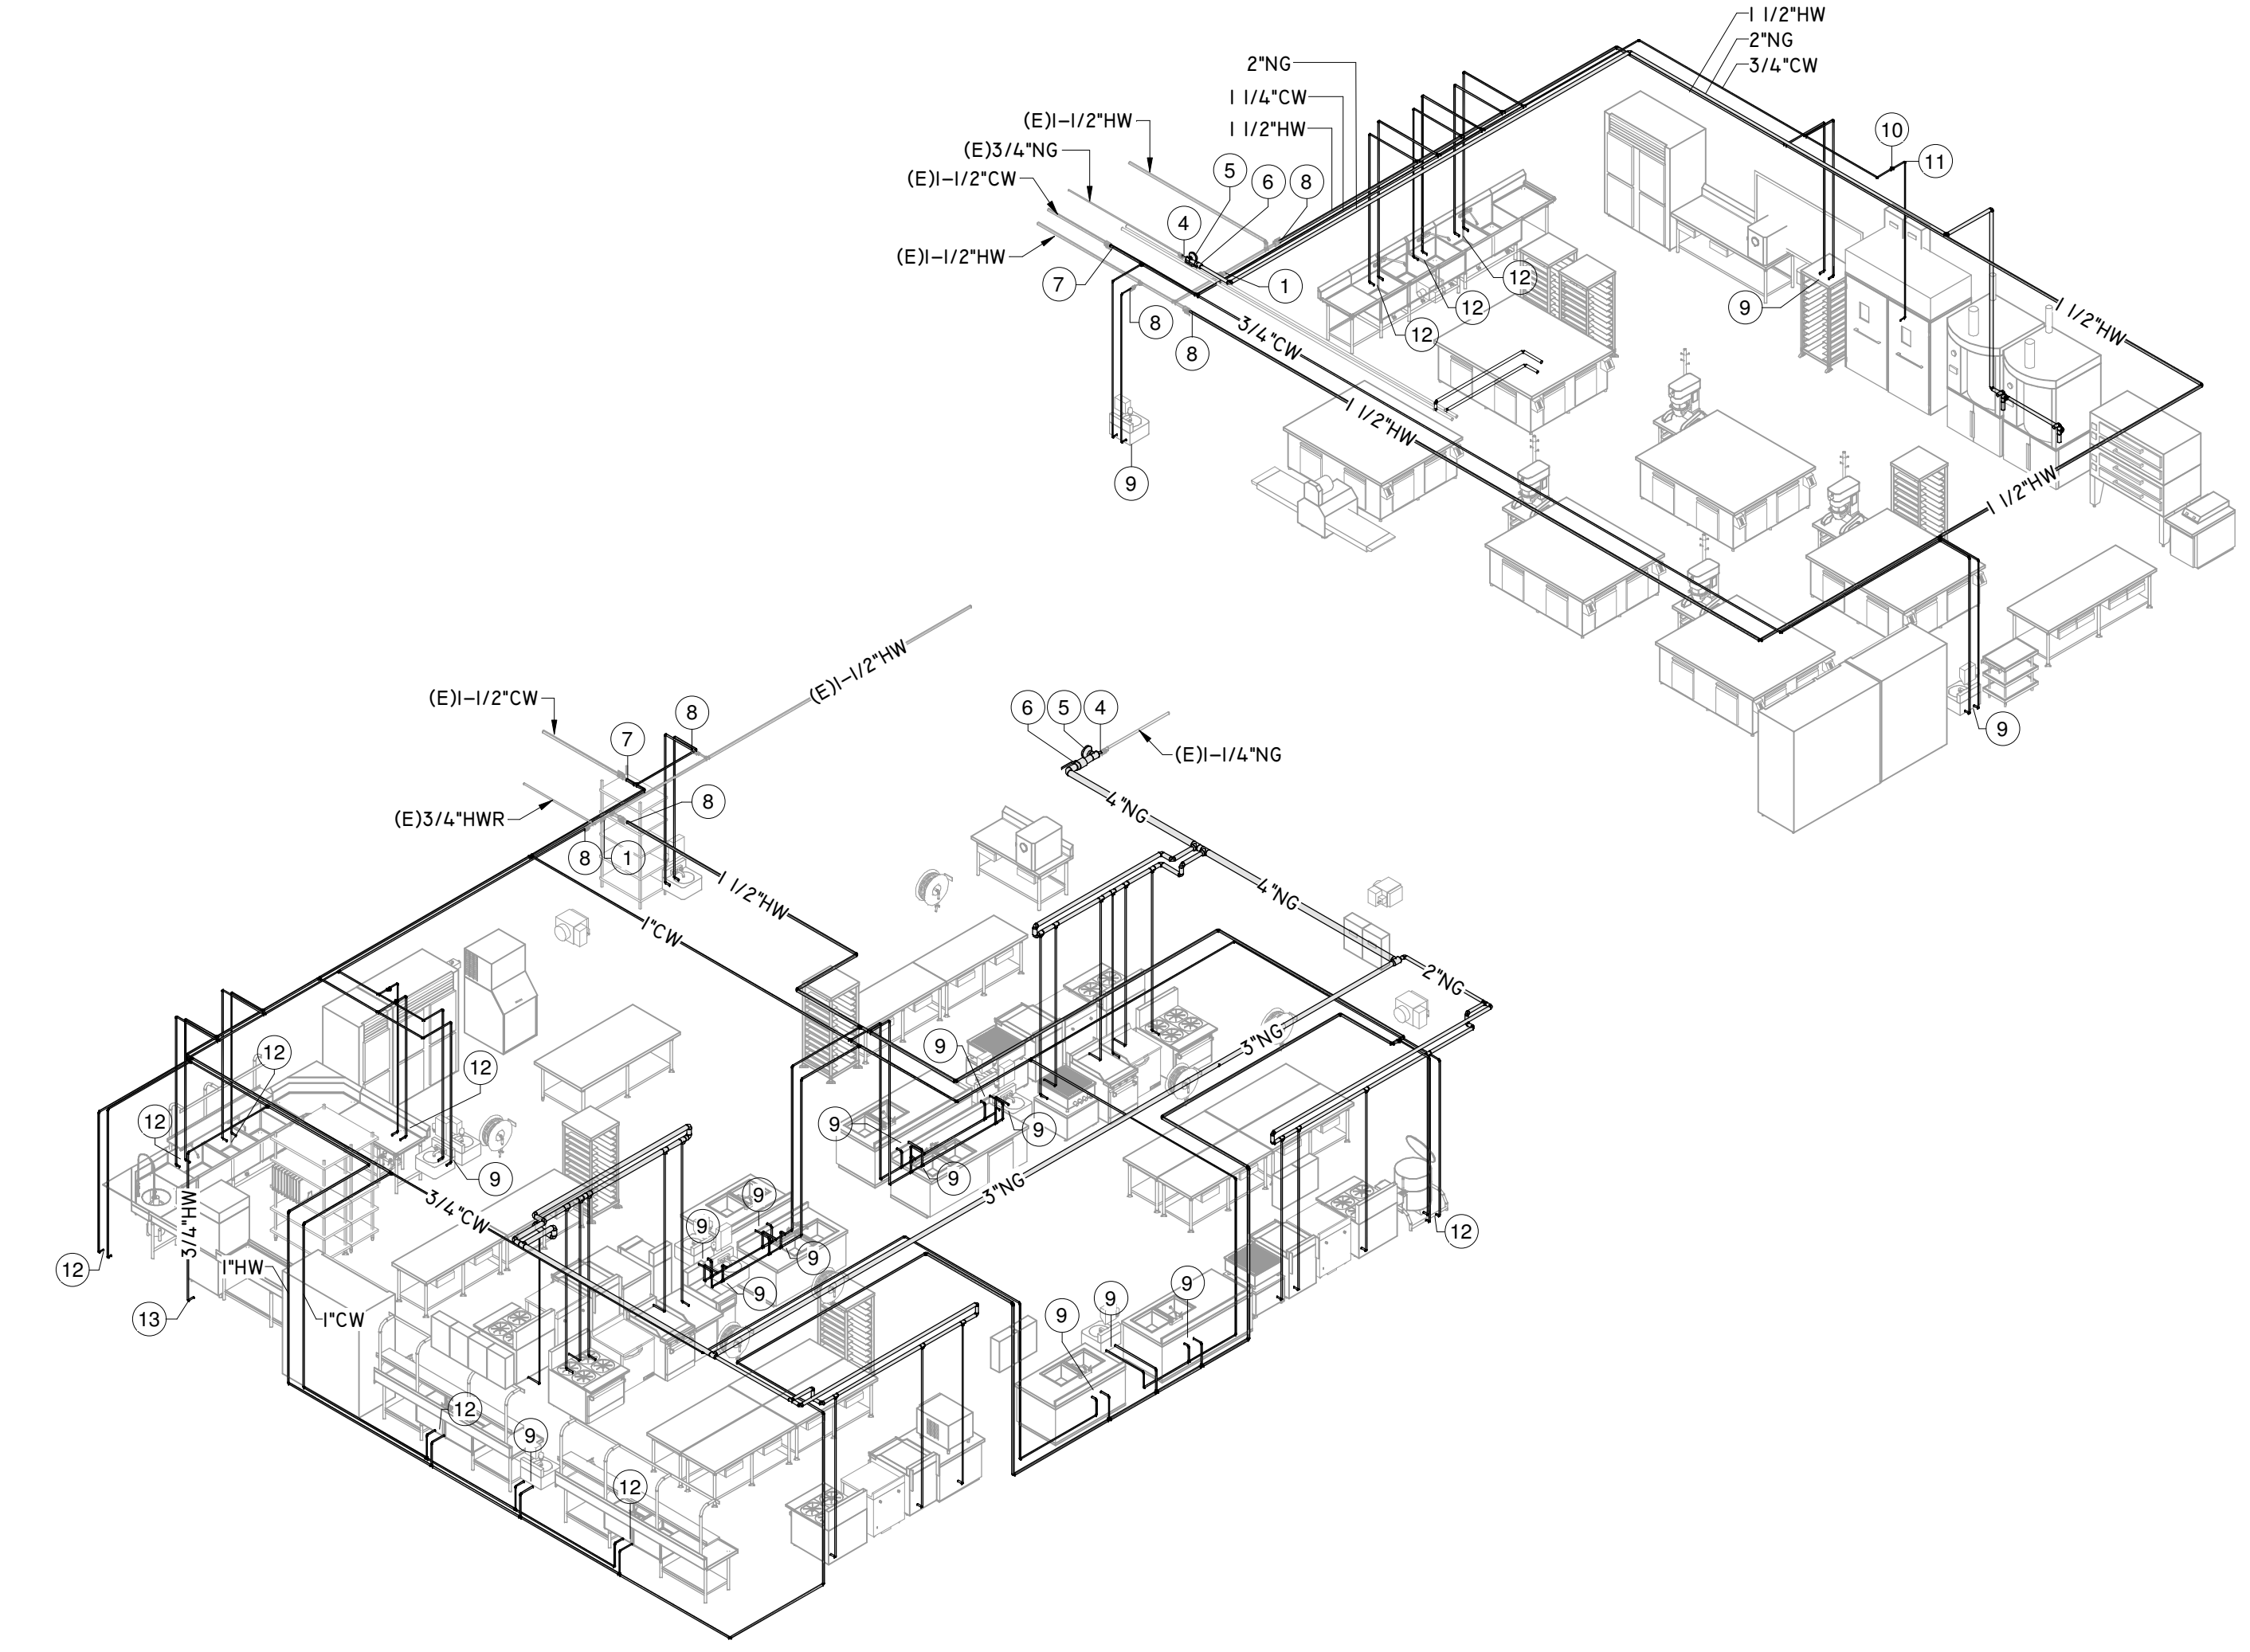 1 1/2"HW
2"NG
3/4"CW
2"NG
1 1/4"CW
1 1/2"HW
(E)1-1/2"HW
(E)3/4"NG
(E)1-1/2"CW
(E)1-1/2"HW
10
11
5
6
8
4
7
1
8
8
12
12
12
9
9
3/4"CW
1 1/2"HW
1 1/2"HW
1 1/2"HW
9
(E)1-1/2"HW
(E)1-1/2"CW
8
7
6
5
4
(E)1-1/4"NG
(E)3/4"HWR
8
8
1
4"NG
4"NG
1 1/2"HW
1"CW
2"NG
3"NG
3"NG
12
12
12
9
9
9
9
9
3/4"CW
3/4"HW
9
9
9
9
12
12
1"HW
1"CW
13
9
9
9
12
9
12